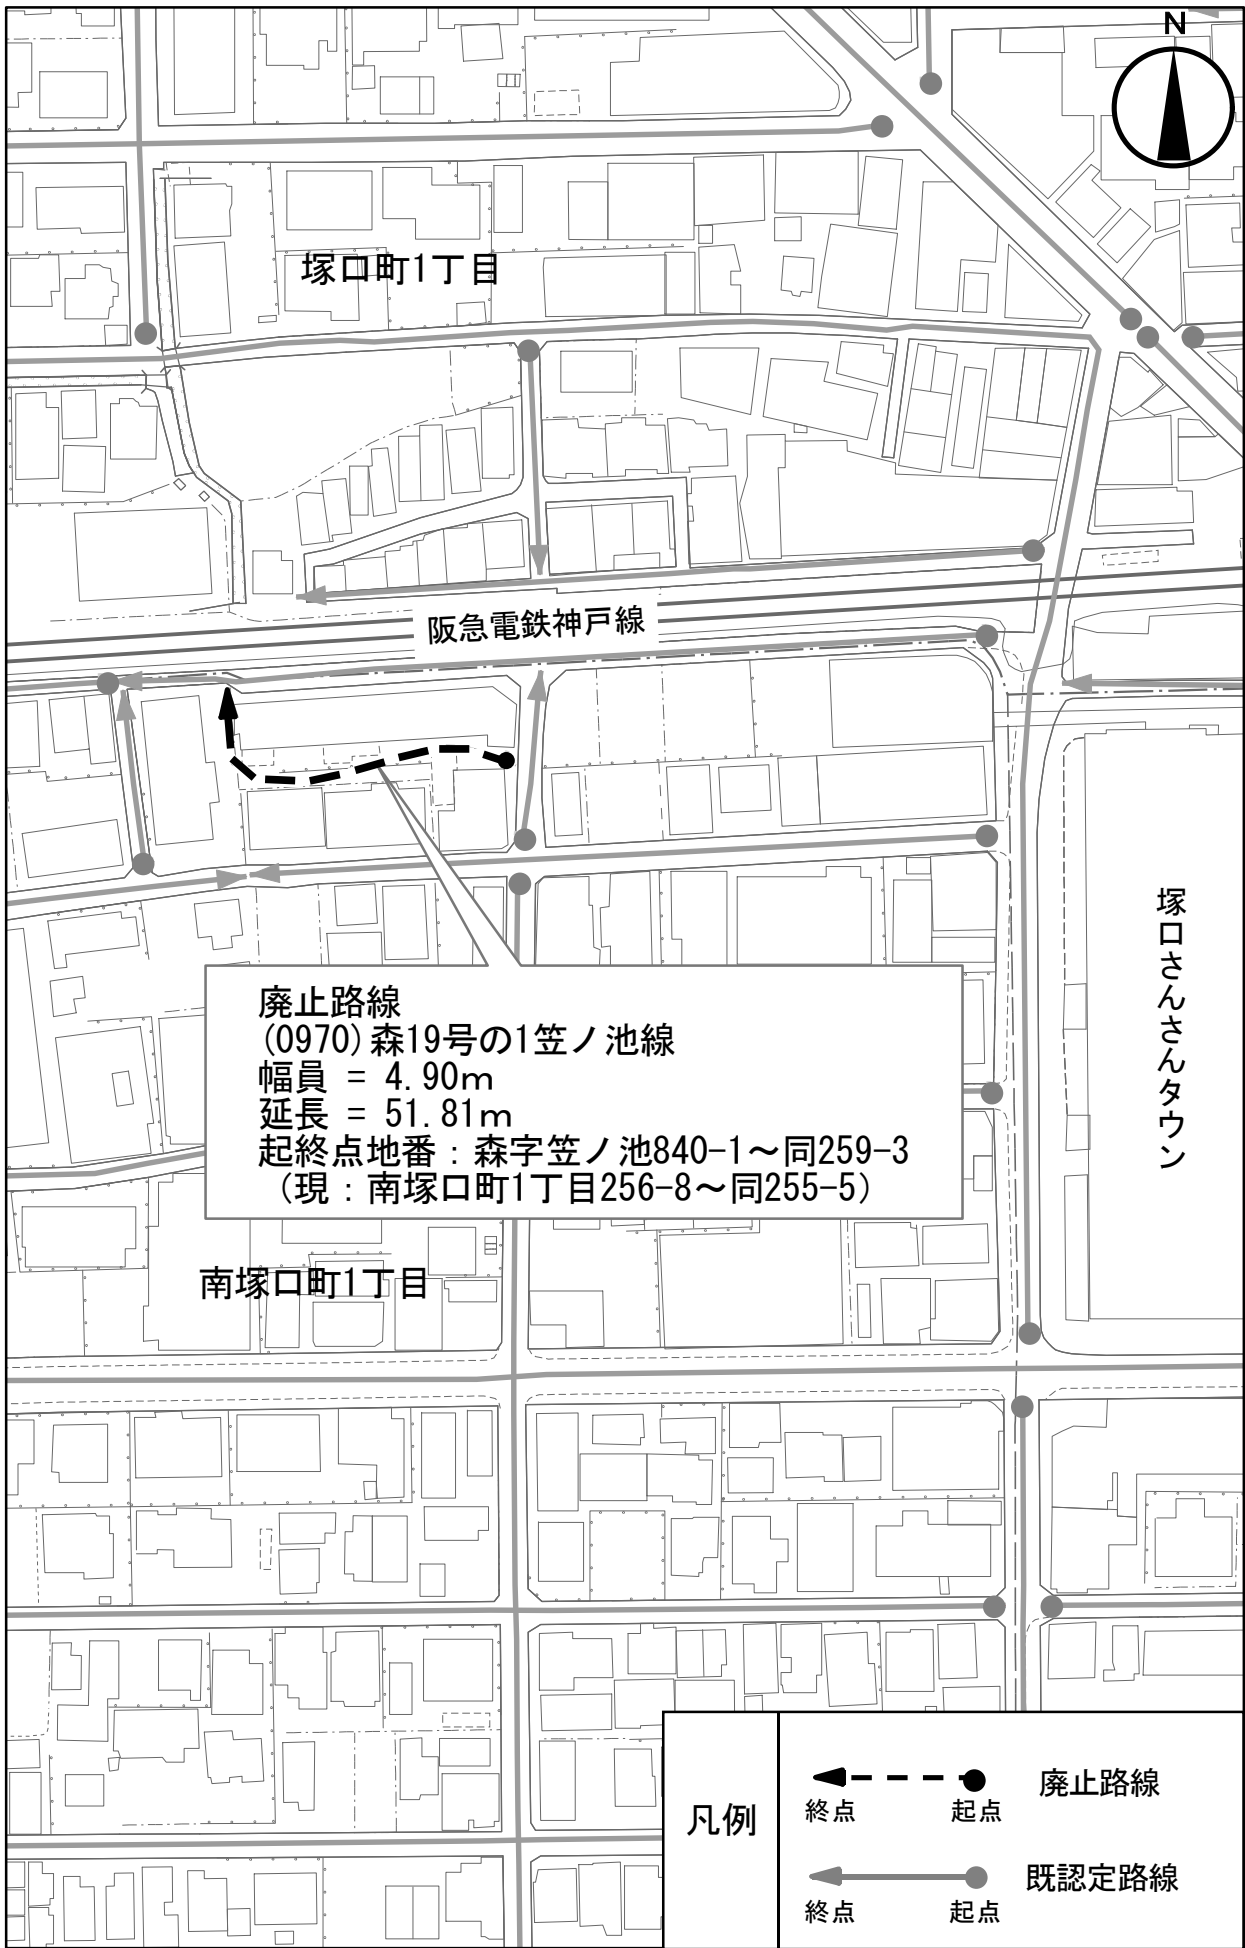 N
塚口町1丁目
阪急電鉄神戸線
塚口さんさんタウン
廃止路線
(0970)森19号の1笠ノ池線
幅員 = 4.90m
延長 = 51.81m
起終点地番：森字笠ノ池840-1～同259-3
（現：南塚口町1丁目256-8～同255-5）
南塚口町1丁目
凡例
廃止路線
終点 起点
既認定路線
終点 起点